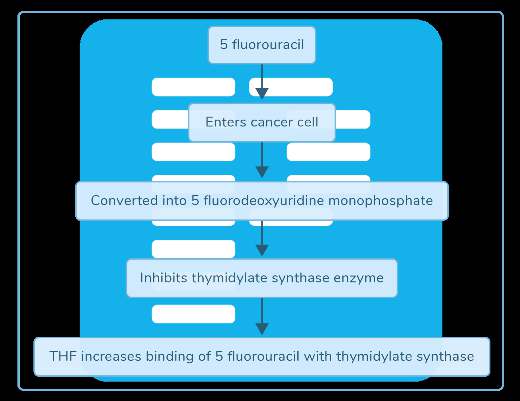 5 fluorouracil
Enters cancer cell
Converted into 5 fluorodeoxyuridine monophosphate
Inhibits thymidylate synthase enzyme
THF increases binding of 5 fluorouracil with thymidylate synthase